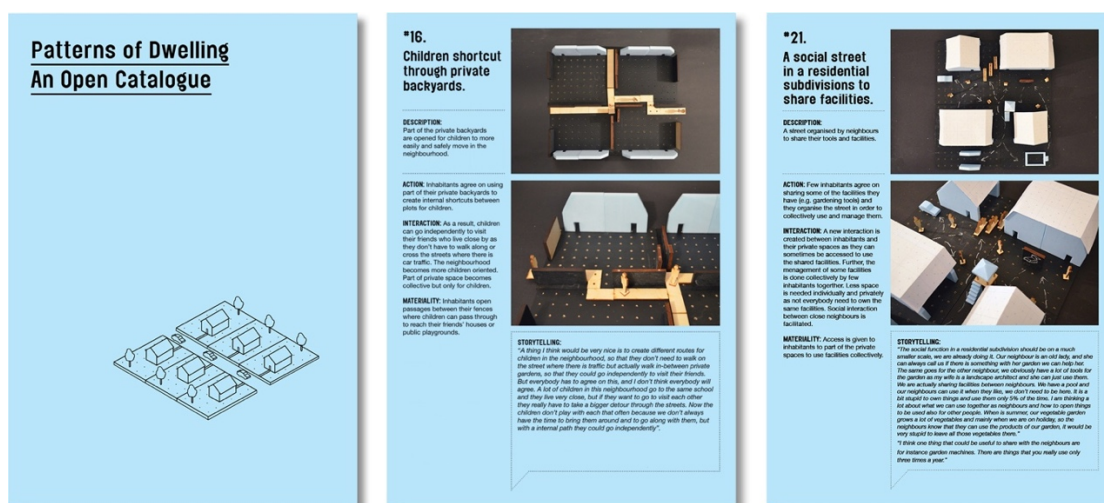 Patterns of Dwelling
An Open Catalogue
#16.
Children shortcut
through private
backyards.
DESCRIPTION:
Part of the private backyards
are opened for children to more
easily and safely move in the
neighbourhood.
ACTION: Inhabitants agree on using
part of their private backyards to
create internal shortcuts between
plots for children.
INTERACTION: As a result, children
can go independently to visit
their friends who live close by as
they don't have to walk along or
cross the streets where there is
car traffic. The neighbourhood
becomes more children oriented.
Part of private space becomes
collective but only for children.
MATERIALITY: Inhabitants open
passages between their fences
where children can pass through
to reach their friends' houses or
public playgrounds.
STORYTELLING:
"A thing I think would be very nice is to create different routes for
children in the neighbourhood, so that they don't need to walk on
the street where there is traffic but actually walk in-between private
gardens, so that they could go independently to visit their friends.
But everybody has to agree on this, and I don't think everybody will
agree. A lot of children in this neighbourhood go to the same school
and they live very close, but if they want to go to visit each other
they really have to take a bigger detour through the streets. Now the
children don't play with each that often because we don't always
have the time to bring them around and to go along with them, but
with a internal path they could go independently".
#21.
A social street
in a residential
subdivisions to
share facilities.
DESCRIPTION:
A street organised by neighbours
to share their tools and facilities.
ACTION: Few inhabitants agree on
sharing some of the facilities they
have (e.g. gardening tools) and
they organise the street in order to
collectively use and manage them.
INTERACTION: A new interaction is
created between inhabitants and
their private spaces as they can
sometimes be accessed to use
the shared facilities. Further, the
menagement of some facilities
is done collectively by few
inhabitants togheter. Less space
is needed individually and privately
as not everybody need to own the
same facilities. Social interaction
between close neighbours is
facilitated.
MATERIALITY: Access is given to
inhabitants to part of the private
spaces to use facilities collectively.
STORYTELLING:
"The social function in a residential subdivision should be on a much
smaller scale, we are already doing it. Our neighbour is an old lady, and she
can always call us if there is something with her garden we can help her.
The same goes for the other neighbour; we obviously have a lot of tools for
the garden as my wife is a landscape architect and she can just use them.
We are actually sharing facilities between neighbours. We have a pool and
our neighbours can use it when they like, we don't need to be here. It is a
bit stupid to own things and use them only 5% of the time. I am thinking a
lot about what we can use together as neighbours and how to open things
to be used also for other people. When is summer, our vegetable garden
grows a lot of vegetables and mainly when we are on holiday, so the
neighbours know that they can use the products of our garden, it would be
very stupid to leave all those vegetables there."
"I think one thing that could be useful to share with the neighbours are
for instance garden machines. There are things that you really use only
three times a year."